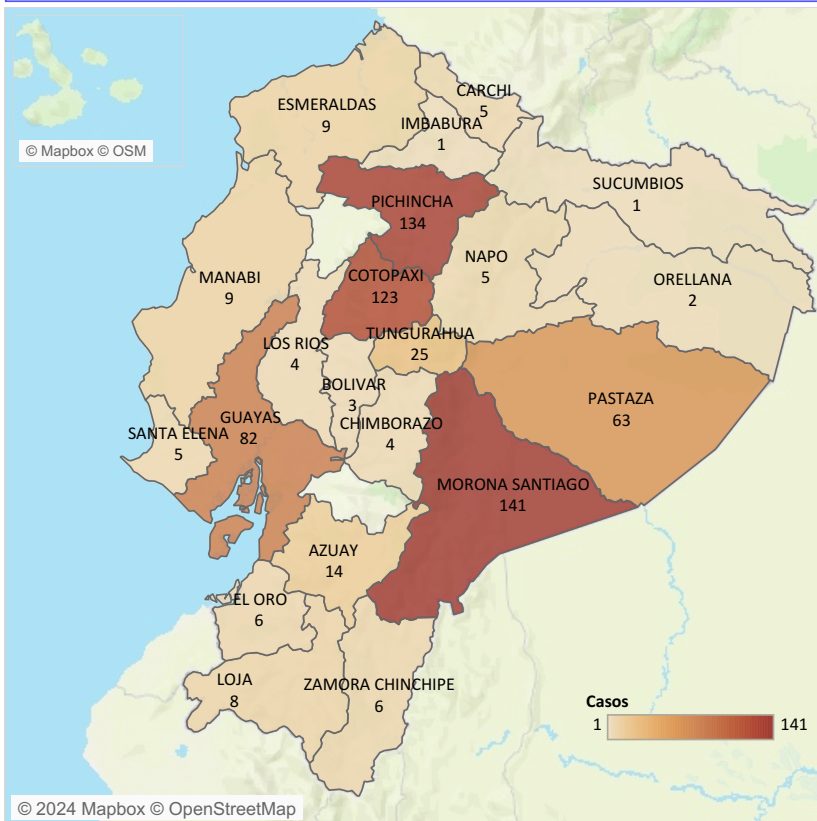 CARCHI
5
ESMERALDAS
9
IMBABURA
1
© Mapbox © OSM
SUCUMBIOS
1
PICHINCHA
134
NAPO
5
MANABI
9
COTOPAXI
123
ORELLANA
2
TUNGURAHUA
25
LOS RIOS
4
BOLIVAR
3
PASTAZA
63
GUAYAS
82
CHIMBORAZO
4
SANTA ELENA
5
MORONA SANTIAGO
141
AZUAY
14
EL ORO
6
LOJA
8
ZAMORA CHINCHIPE
6
Casos
1 141
© 2024 Mapbox © OpenStreetMap